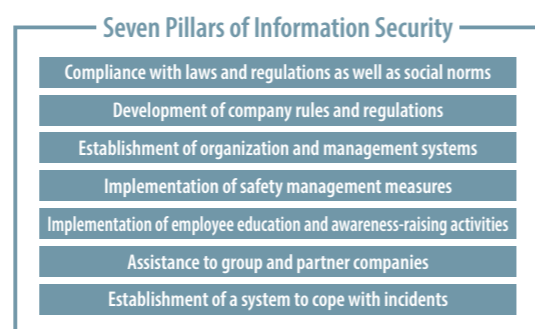 Seven Pillars of Information Security
Compliance with laws and regulations as well as social norms
Development of company rules and regulations
Establishment of organization and management systems
Implementation of safety management measures
Implementation of employee education and awareness-raising activities
Assistance to group and partner companies
Establishment of a system to cope with incidents